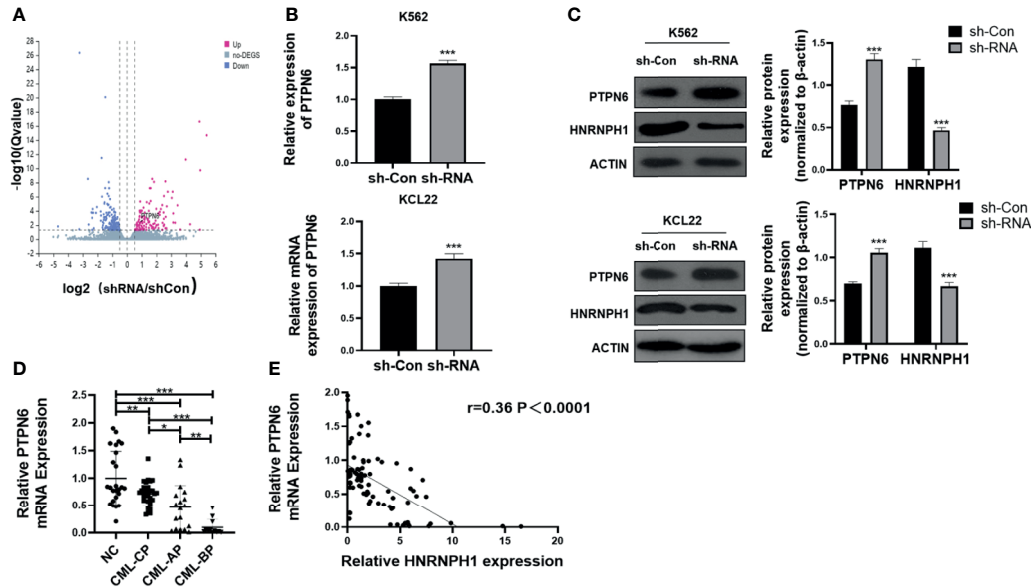 A
28
26
24
22
20
18
16
14
12
10
8
6
4
2
0
-2
-log10(Qvalue)
-6 -5 -4 -3 -2 -1 0 1 2 3 4 5 6
log2 (shRNA/shCon)
Up
no-DEGS
Down
PTPN6
B
K562
Relative expression
of PTPN6
2.0
1.5
1.0
0.5
0.0
***
sh-Con sh-RNA
KCL22
Relative mRNA
expression of PTPN6
2.0
1.5
1.0
0.5
0.0
***
sh-Con sh-RNA
C
K562
sh-Con sh-RNA
PTPN6
HNRNPH1
ACTIN
Relative protein
expression
(normalized to β-actin)
1.5
1.0
0.5
0.0
***
***
PTPN6 HNRNPH1
sh-Con
sh-RNA
KCL22
sh-Con sh-RNA
PTPN6
HNRNPH1
ACTIN
Relative protein
expression
(normalized to β-actin)
1.5
1.0
0.5
0.0
***
***
PTPN6 HNRNPH1
sh-Con
sh-RNA
D
Relative PTPN6
mRNA Expression
2.5
2.0
1.5
1.0
0.5
0.0
***
***
**
***
*
**
NC
CML-CP
CML-AP
CML-BP
E
Relative PTPN6
mRNA Expression
2.0
1.5
1.0
0.5
0.0
r=0.36 P＜0.0001
0 5 10 15 20
Relative HNRNPH1 expression